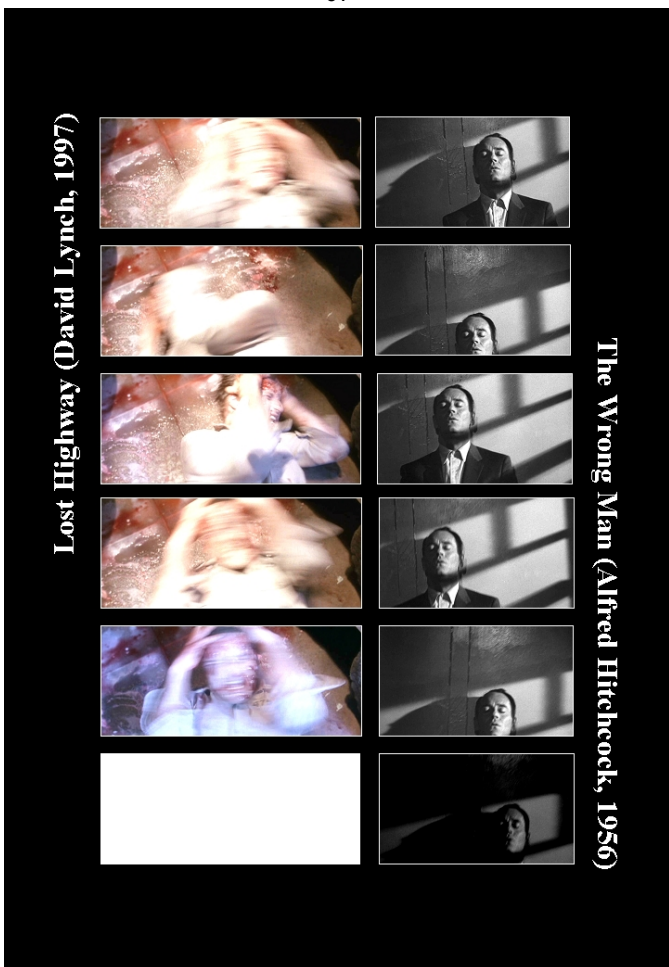 Lost Highway (David Lynch, 1997)
The Wrong Man (Alfred Hitchcock, 1956)